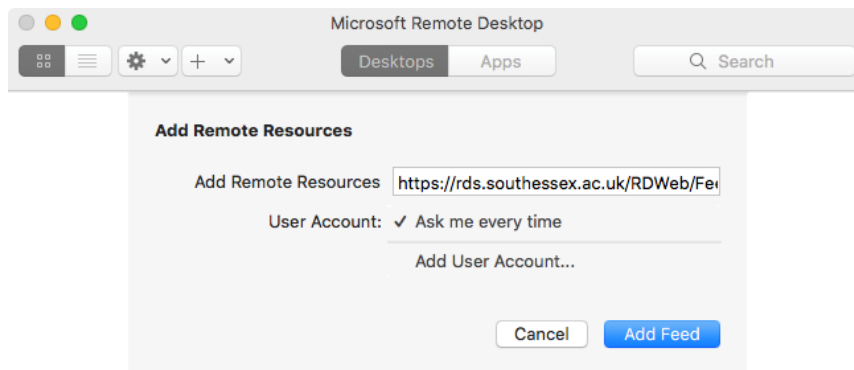 Microsoft Remote Desktop
Desktops Apps Search
Add Remote Resources
Add Remote Resources https://rds.southessex.ac.uk/RDWeb/Fe
User Account: ✓ Ask me every time
Add User Account...
Cancel Add Feed